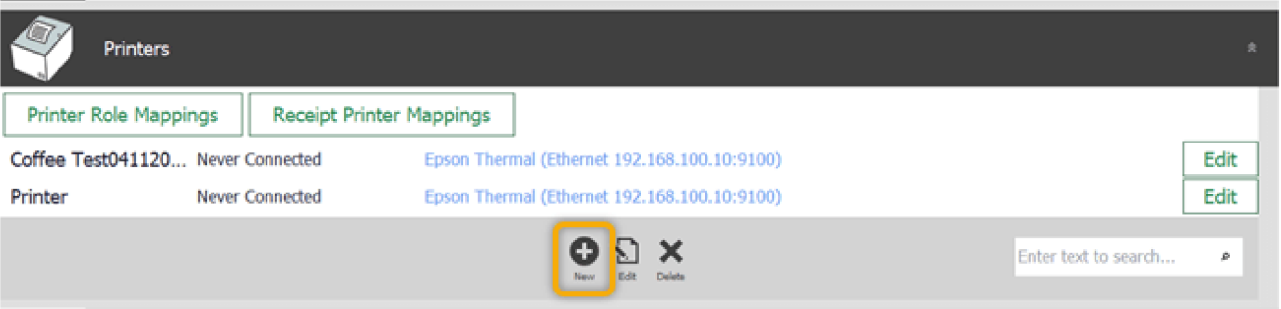 Printers
Printer Role Mappings Receipt Printer Mappings
Coffee Test041120... Never Connected Epson Thermal (Ethernet 192.168.100.10:9100) Edit
Printer Never Connected Epson Thermal (Ethernet 192.168.100.10:9100) Edit
New Edit Delete Enter text to search...